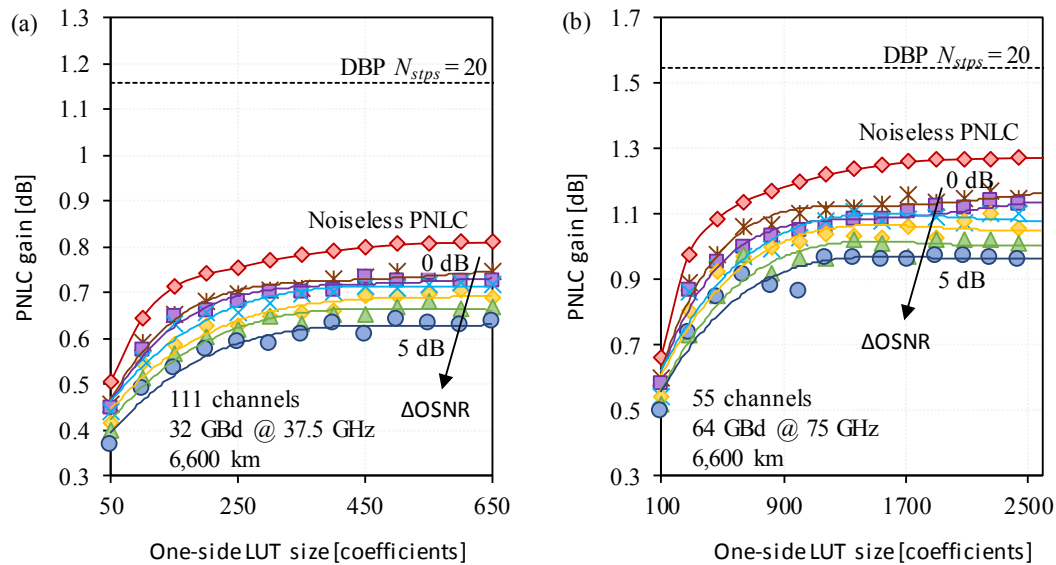 (a)
1.3
1.2
1.1
1
0.9
0.8
0.7
0.6
0.5
0.4
0.3
PNLC gain [dB]
DBP Nstps = 20
Noiseless PNLC
0 dB
5 dB
ΔOSNR
111 channels
32 GBd @ 37.5 GHz
6,600 km
50
250
450
650
One-side LUT size [coefficients]
(b)
1.7
1.5
1.3
1.1
0.9
0.7
0.5
0.3
PNLC gain [dB]
DBP Nstps = 20
Noiseless PNLC
0 dB
5 dB
ΔOSNR
55 channels
64 GBd @ 75 GHz
6,600 km
100
900
1700
2500
One-side LUT size [coefficients]